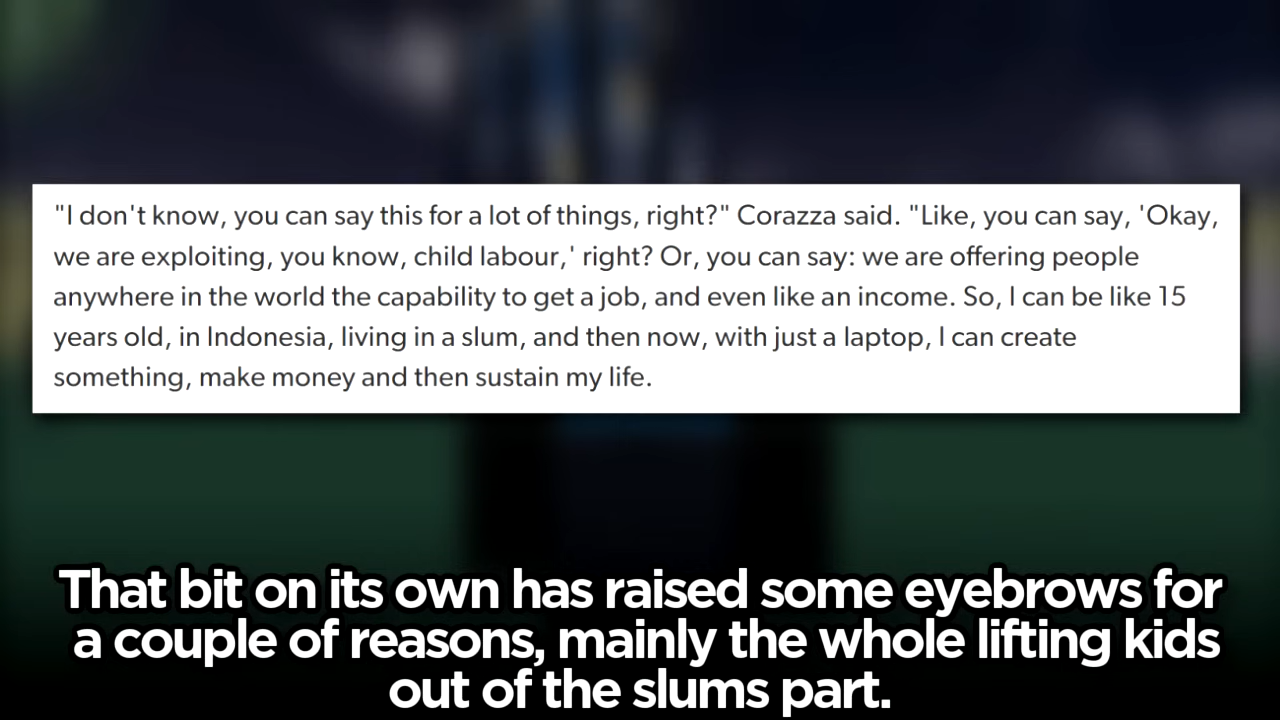 "I don't know, you can say this for a lot of things, right?" Corazza said. "Like, you can say, 'Okay,
we are exploiting, you know, child labour,' right? Or, you can say: we are offering people
anywhere in the world the capability to get a job, and even like an income. So, I can be like 15
years old, in Indonesia, living in a slum, and then now, with just a laptop, I can create
something, make money and then sustain my life.
That bit on its own has raised some eyebrows for
a couple of reasons, mainly the whole lifting kids
out of the slums part.